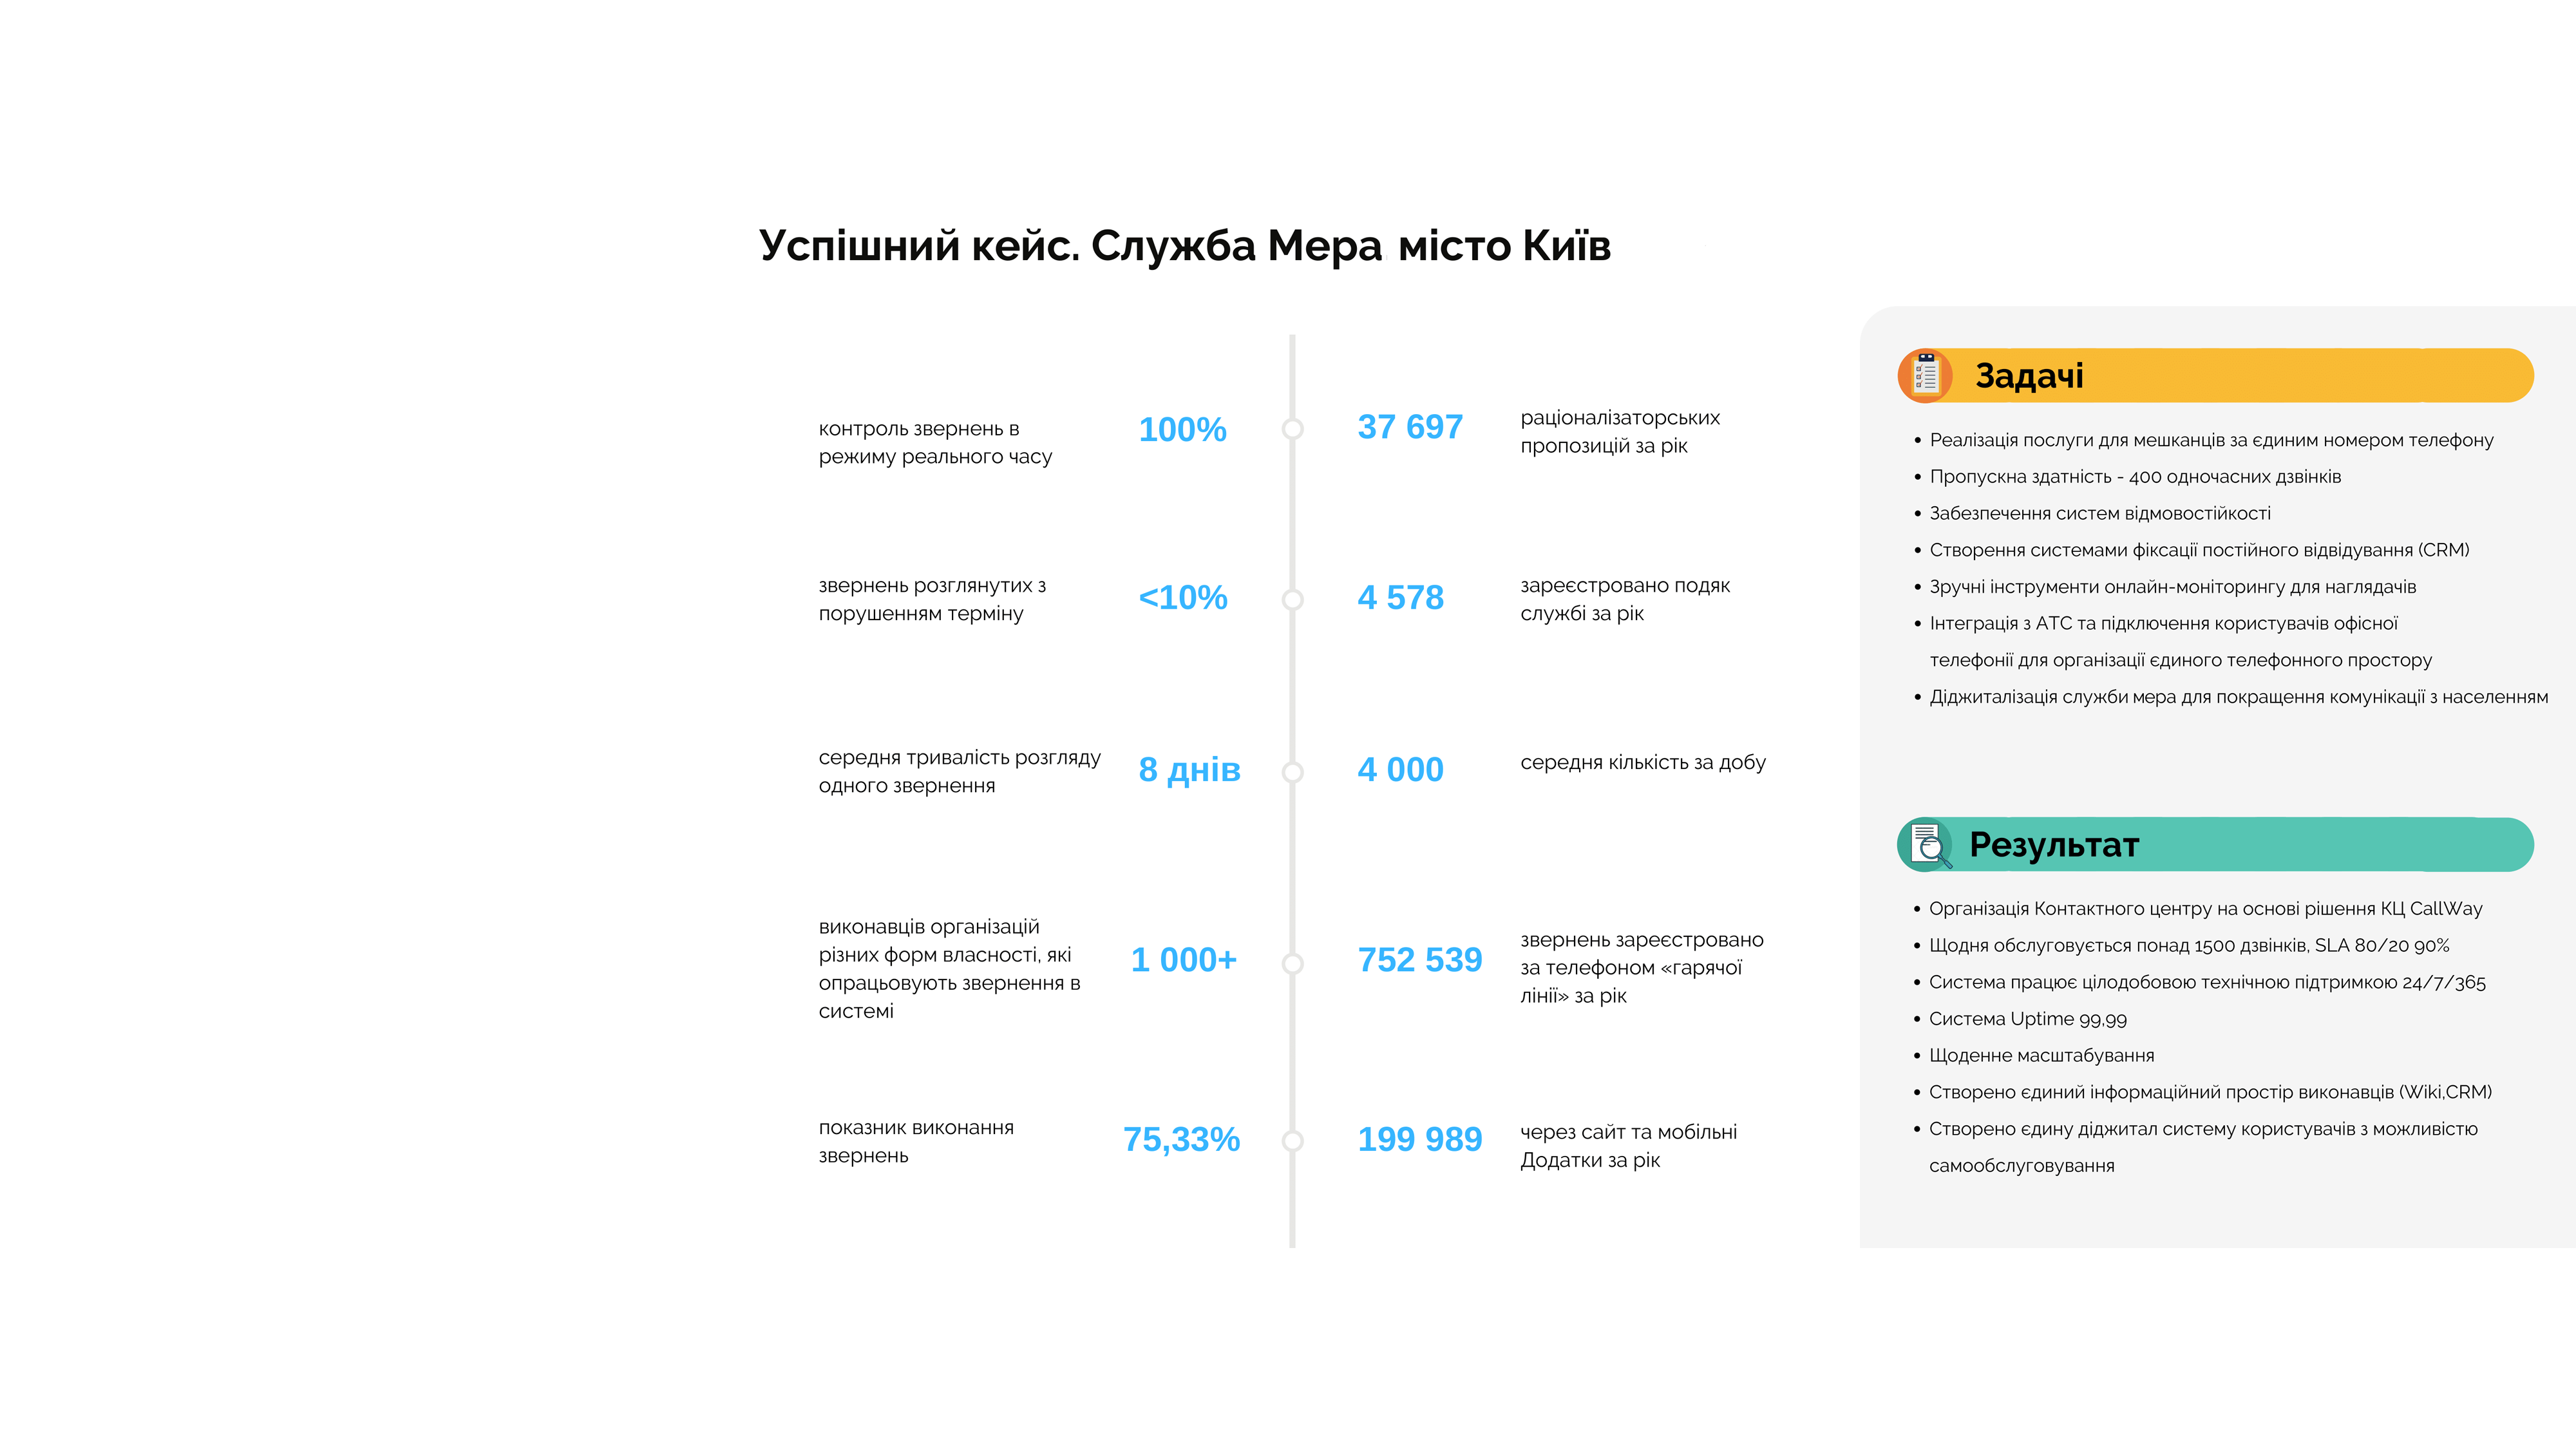 Успішний кейс. Служба Мера місто Київ
контроль звернень в
режиму реального часу
100%
37 697
раціоналізаторських
пропозицій за рік
звернень розглянутих з
порушенням терміну
<10%
4 578
зареєстровано подяк
службі за рік
середня тривалість розгляду
одного звернення
8 днів
4 000
середня кількість за добу
виконавців організацій
різних форм власності, які
опрацьовують звернення в
системі
1 000+
752 539
звернень зареєстровано
за телефоном «гарячої
лінії» за рік
показник виконання
звернень
75,33%
199 989
через сайт та мобільні
Додатки за рік
Задачі
• Реалізація послуги для мешканців за єдиним номером телефону
• Пропускна здатність - 400 одночасних дзвінків
• Забезпечення систем відмовостійкості
• Створення системами фіксації постійного відвідування (CRM)
• Зручні інструменти онлайн-моніторингу для наглядачів
• Інтеграція з АТС та підключення користувачів офісної
телефонії для організації єдиного телефонного простору
• Діджиталізація служби мера для покращення комунікації з населенням
Результат
• Організація Контактного центру на основі рішення КЦ CallWay
• Щодня обслуговується понад 1500 дзвінків, SLA 80/20 90%
• Система працює цілодобовою технічною підтримкою 24/7/365
• Система Uptime 99,99
• Щоденне масштабування
• Створено єдиний інформаційний простір виконавців (Wiki,CRM)
• Створено єдину діджитал систему користувачів з можливістю
самообслуговування